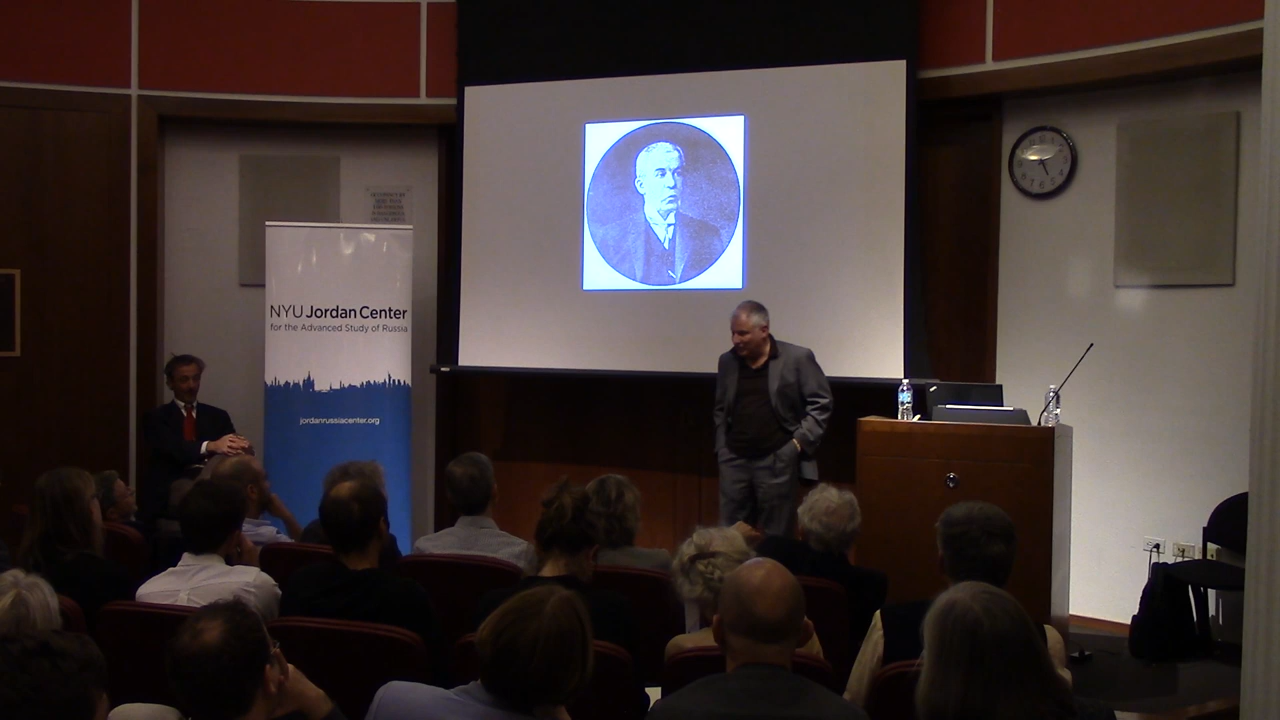 NYU Jordan Center
for the Advanced Study of Russia
jordanrussiacenter.org